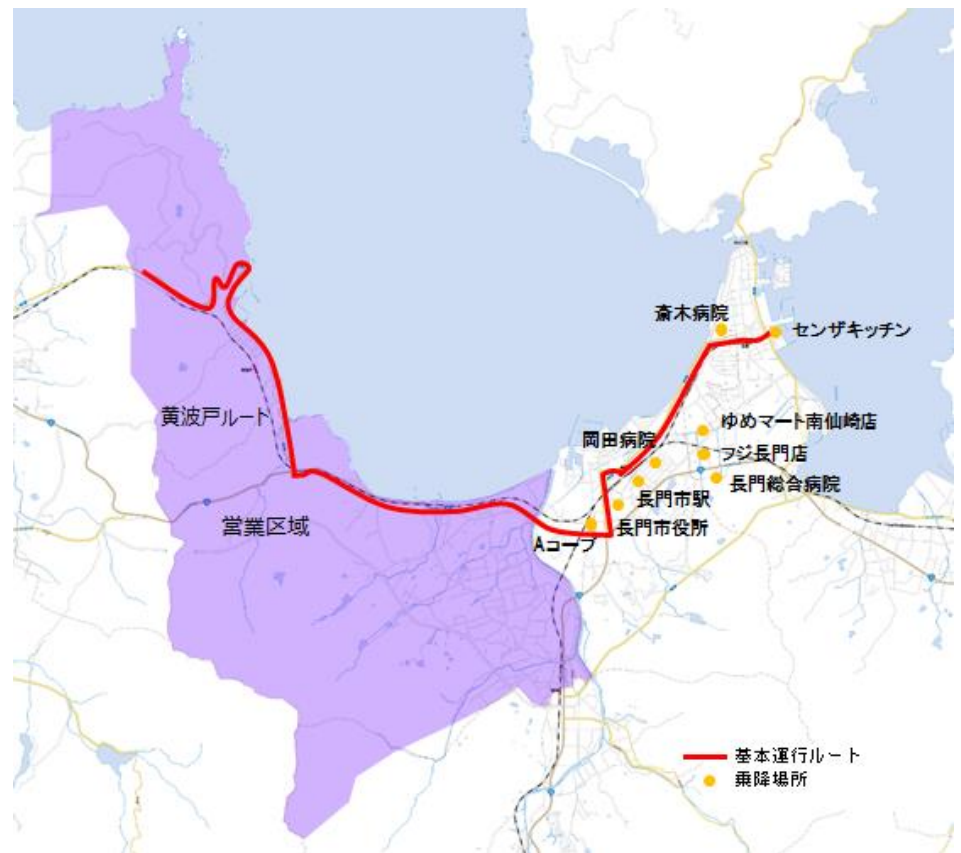 斎木病院
センザキッチン
黄波戸ルート
ゆめマート南仙崎店
岡田病院
フジ長門店
長門総合病院
長門市駅
営業区域
長門市役所
Aコープ
基本運行ルート
乗降場所